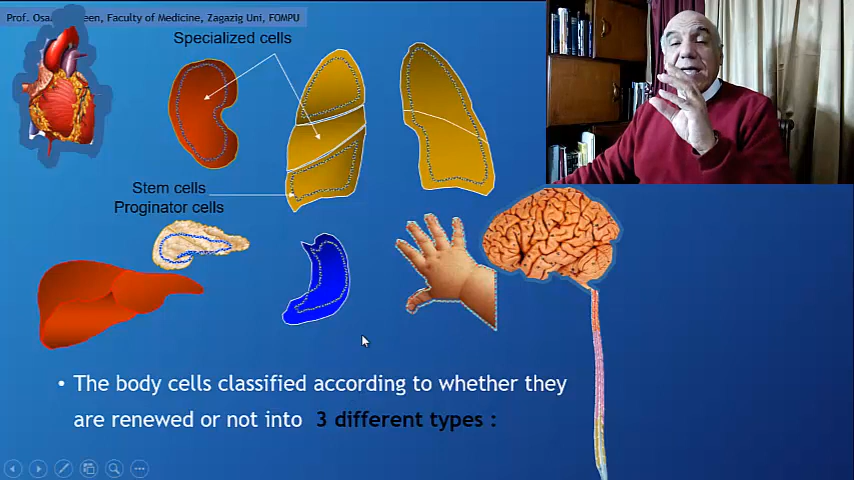 Prof. Osa een, Faculty of Medicine, Zagazig Uni, FOMPU
Specialized cells
Stem cells
Proginator cells
• The body cells classified according to whether they
are renewed or not into 3 different types :